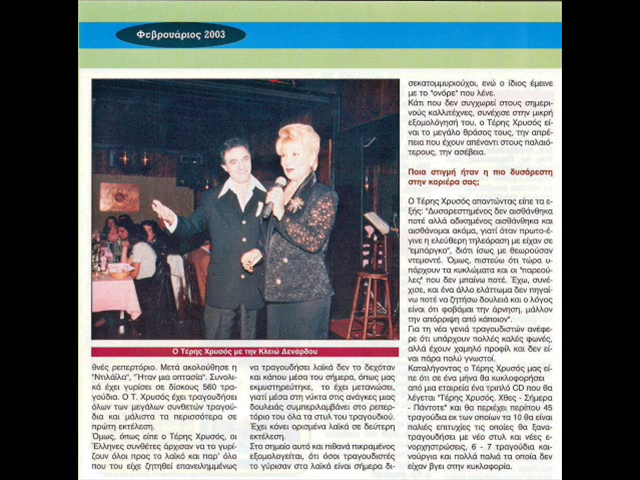 Φεβρουάριος 2003
Ο Τέρης Χρυσός με την Κλειώ Δενάρδου
θνές ρεπερτόριο. Μετά ακολούθησε η
"Ντιλάϊλα", "Ήταν μια οπτασία". Συνολι-
κά έχει γυρίσει σε δίσκους 560 τρα-
γούδια. Ο Τ. Χρυσός έχει τραγουδήσει
όλων των μεγάλων συνθετών τραγού-
δια και μάλιστα τα περισσότερα σε
πρώτη εκτέλεση.
Όμως, όπως είπε ο Τέρης Χρυσός, οι
Έλληνες συνθέτες άρχισαν να το γυρί-
ζουν όλοι προς το λαϊκό και παρ' όλο
που του είχε ζητηθεί επανειλημμένως
να τραγουδήσει λαϊκά δεν το δεχόταν
και κάπου μέσα του σήμερα, όπως μας
εκμυστηρεύτηκε, το έχει μετανιώσει,
γιατί μέσα στη νύκτα στις ανάγκες μιας
δουλειάς συμπεριλαμβάνει στο ρεπερ-
τόριο του όλα τα στυλ του τραγουδιού.
Έχει κάνει ορισμένα λαϊκά σε δεύτερη
εκτέλεση.
Στο σημείο αυτό και πιθανά πικραμένος
εξομολογείται, ότι όσοι τραγουδιστές
το γύρισαν στα λαϊκά είναι σήμερα δι-
σεκατομμυριούχοι, ενώ ο ίδιος έμεινε
με το "ονόρε" που λένε.
Κάτι που δεν συγχωρεί στους σημερι-
νούς καλλιτέχνες, συνέχισε στην μικρή
εξομολόγησή του, ο Τέρης Χρυσός εί-
ναι το μεγάλο θράσος τους, την απρέ-
πεια που έχουν απέναντι στους παλαιό-
τερους, την ασέβεια.
Ποια στιγμή ήταν η πιο δυσάρεστη
στην καριέρα σας;
Ο Τέρης Χρυσός απαντώντας είπε τα ε-
ξής: "Δυσαρεστημένος δεν αισθάνθηκα
ποτέ αλλά αδικημένος αισθάνθηκα και
αισθάνομαι ακόμα, γιατί όταν πρωτο-έ-
γινε η ελεύθερη τηλεόραση με είχαν σε
"εμπάργκο", διότι ίσως με θεωρούσαν
ντεμοντέ. Όμως, πιστεύω ότι τώρα υ-
πάρχουν τα κυκλώματα και οι "παρεού-
λες" που δεν μπαίνω ποτέ. Έχω, συνέ-
χισε, και ένα άλλο ελάττωμα δεν πηγαί-
νω ποτέ να ζητήσω δουλειά και ο λόγος
είναι ότι φοβάμαι την άρνηση, μάλλον
την απόρριψη από κάποιον".
Για τη νέα γενιά τραγουδιστών ανέφε-
ρε ότι υπάρχουν πολλές καλές φωνές,
αλλά έχουν χαμηλό προφίλ και δεν εί-
ναι πάρα πολύ γνωστοί.
Καταλήγοντας ο Τέρης Χρυσός μας εί-
πε ότι σε ένα μήνα θα κυκλοφορήσει
από μια εταιρεία ένα τριπλό CD που θα
λέγεται "Τέρης Χρυσός, Χθες - Σήμερα
- Πάντοτε" και θα περιέχει περίπου 45
τραγούδια εκ των οποίων τα 10 θα είναι
παλιές επιτυχίες τις οποίες θα ξανα-
τραγουδήσει με νέο στυλ και νέες ε-
νορχηστρώσεις, 6 - 7 τραγούδια και-
νούργια και πολλά παλιά τα οποία δεν
είχαν βγει στην κυκλοφορία.